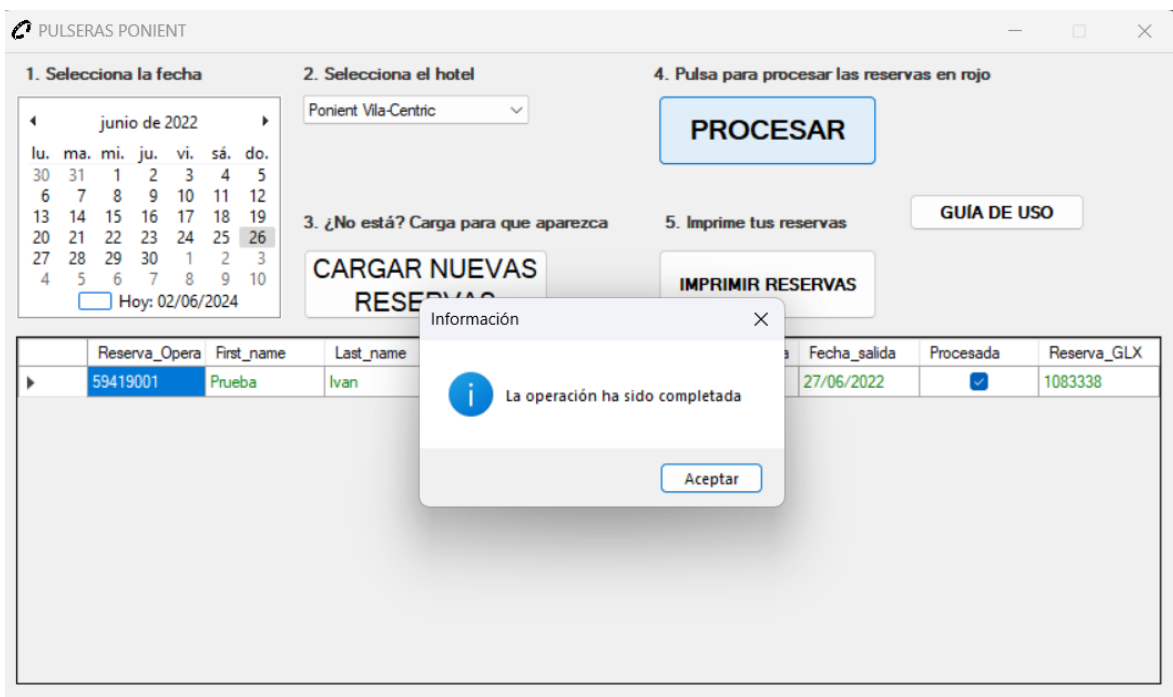 PULSERAS PONIENT
1. Selecciona la fecha
2. Selecciona el hotel
4. Pulsa para procesar las reservas en rojo
junio de 2022
lu. ma. mi. ju. vi. sá. do.
30 31 1 2 3 4 5
6 7 8 9 10 11 12
13 14 15 16 17 18 19
20 21 22 23 24 25 26
27 28 29 30 1 2 3
4 5 6 7 8 9 10
Hoy: 02/06/2024
Ponient Vila-Centric
PROCESAR
3. ¿No está? Carga para que aparezca
5. Imprime tus reservas
GUÍA DE USO
CARGAR NUEVAS
IMPRIMIR RESERVAS
Información
La operación ha sido completada
Aceptar
Reserva_Opera First_name Last_name Fecha_salida Procesada Reserva_GLX
59419001 Prueba Ivan 27/06/2022 1083338